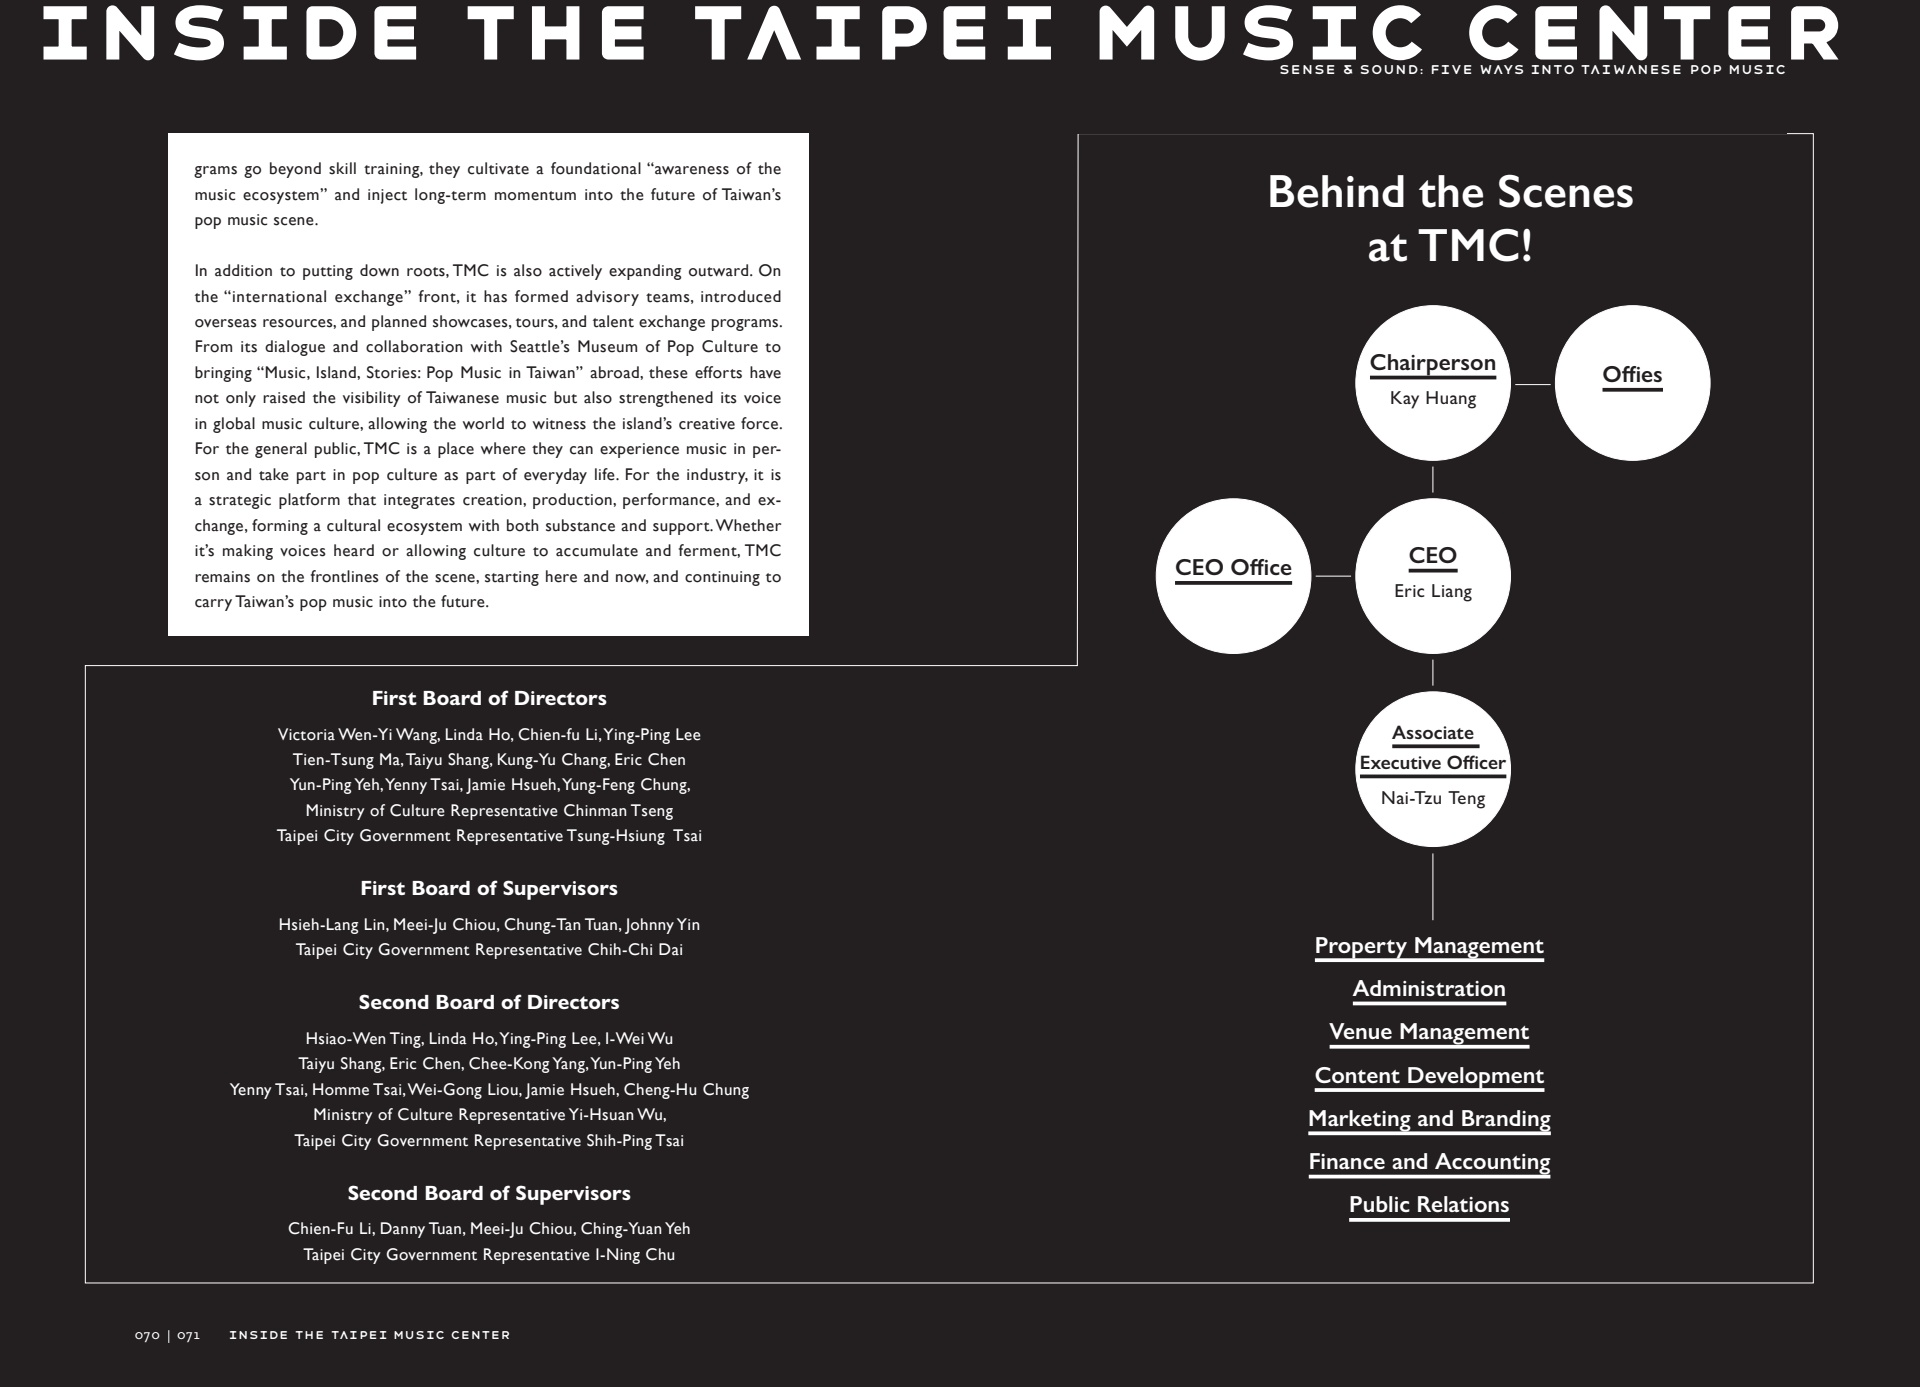 INSIDE THE TAIPEI MUSIC CENTER
SENSE & SOUND: FIVE WAYS INTO TAIWANESE POP MUSIC
grams go beyond skill training, they cultivate a foundational “awareness of the
music ecosystem” and inject long-term momentum into the future of Taiwan’s
pop music scene.
In addition to putting down roots, TMC is also actively expanding outward. On
the “international exchange” front, it has formed advisory teams, introduced
overseas resources, and planned showcases, tours, and talent exchange programs.
From its dialogue and collaboration with Seattle’s Museum of Pop Culture to
bringing “Music, Island, Stories: Pop Music in Taiwan” abroad, these efforts have
not only raised the visibility of Taiwanese music but also strengthened its voice
in global music culture, allowing the world to witness the island’s creative force.
For the general public, TMC is a place where they can experience music in per-
son and take part in pop culture as part of everyday life. For the industry, it is
a strategic platform that integrates creation, production, performance, and ex-
change, forming a cultural ecosystem with both substance and support. Whether
it’s making voices heard or allowing culture to accumulate and ferment, TMC
remains on the frontlines of the scene, starting here and now, and continuing to
carry Taiwan’s pop music into the future.
First Board of Directors
Victoria Wen-Yi Wang, Linda Ho, Chien-fu Li, Ying-Ping Lee
Tien-Tsung Ma, Taiyu Shang, Kung-Yu Chang, Eric Chen
Yun-Ping Yeh, Yenny Tsai, Jamie Hsueh, Yung-Feng Chung,
Ministry of Culture Representative Chinman Tseng
Taipei City Government Representative Tsung-Hsiung Tsai
First Board of Supervisors
Hsieh-Lang Lin, Meei-Ju Chiou, Chung-Tan Tuan, Johnny Yin
Taipei City Government Representative Chih-Chi Dai
Second Board of Directors
Hsiao-Wen Ting, Linda Ho, Ying-Ping Lee, I-Wei Wu
Taiyu Shang, Eric Chen, Chee-Kong Yang, Yun-Ping Yeh
Yenny Tsai, Homme Tsai, Wei-Gong Liou, Jamie Hsueh, Cheng-Hu Chung
Ministry of Culture Representative Yi-Hsuan Wu,
Taipei City Government Representative Shih-Ping Tsai
Second Board of Supervisors
Chien-Fu Li, Danny Tuan, Meei-Ju Chiou, Ching-Yuan Yeh
Taipei City Government Representative I-Ning Chu
Behind the Scenes
at TMC!
Chairperson
Kay Huang
Offies
CEO Office
CEO
Eric Liang
Associate
Executive Officer
Nai-Tzu Teng
Property Management
Administration
Venue Management
Content Development
Marketing and Branding
Finance and Accounting
Public Relations
070 | 071 INSIDE THE TAIPEI MUSIC CENTER